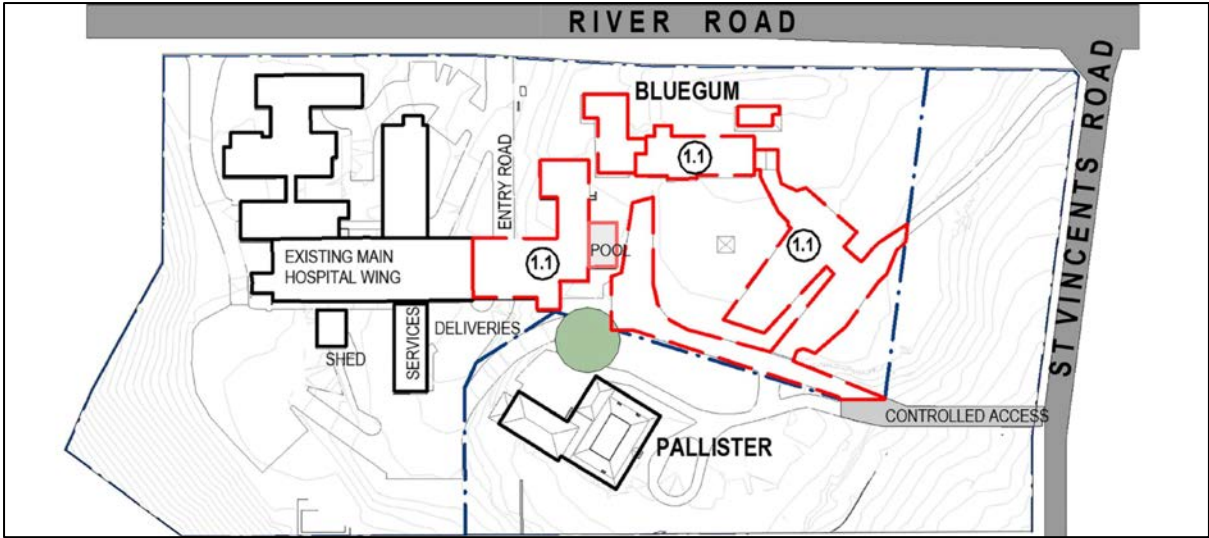 RIVER ROAD
ST VINCENTS ROAD
BLUEGUM
1.1
ENTRY ROAD
1.1
POOL
1.1
EXISTING MAIN
HOSPITAL WING
SERVICES
DELIVERIES
SHED
CONTROLLED ACCESS
PALLISTER